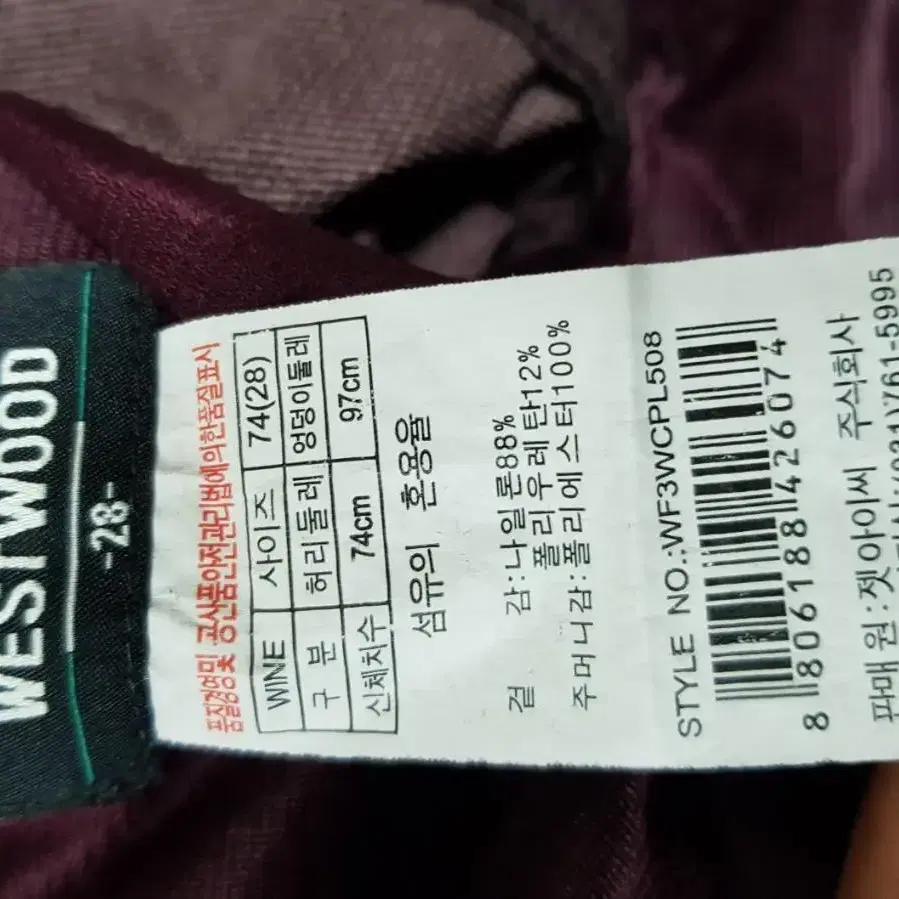 WESTWOOD
-28-
품질경영및 공산품안전관리법에의한품질표시
WINE 사이즈 74(28)
구 분 허리둘레 엉덩이둘레
신체치수 74cm 97cm
섬유의 혼용율
겉 감:나일론88%
폴리우레탄12%
주머니감:폴리에스터100%
STYLE NO.:WF3WCPL508
8 806188 426074
판매원:젯아이씨 주식회사
(031)761-5995